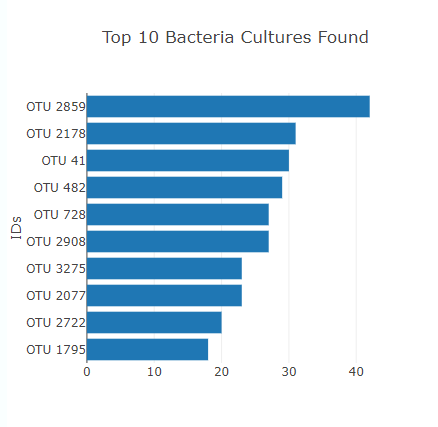 Top 10 Bacteria Cultures Found
IDs
OTU 2859
OTU 2178
OTU 41
OTU 482
OTU 728
OTU 2908
OTU 3275
OTU 2077
OTU 2722
OTU 1795
0 10 20 30 40